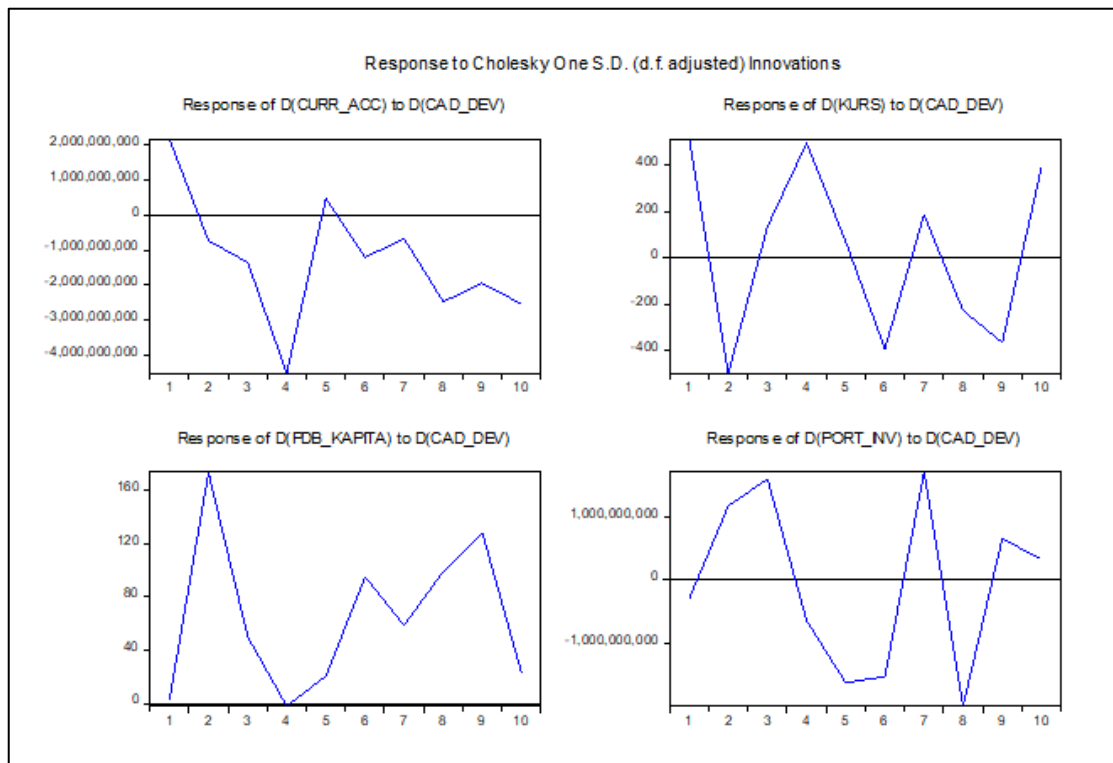 Response to Cholesky One S.D. (d.f. adjusted) Innovations
Response of D(CURR_ACC) to D(CAD_DEV)
2,000,000,000
1,000,000,000
0
-1,000,000,000
-2,000,000,000
-3,000,000,000
-4,000,000,000
1 2 3 4 5 6 7 8 9 10
Response of D(KURS) to D(CAD_DEV)
400
200
0
-200
-400
1 2 3 4 5 6 7 8 9 10
Response of D(PDB_KAPITA) to D(CAD_DEV)
160
120
80
40
0
1 2 3 4 5 6 7 8 9 10
Response of D(PORT_INV) to D(CAD_DEV)
1,000,000,000
0
-1,000,000,000
1 2 3 4 5 6 7 8 9 10